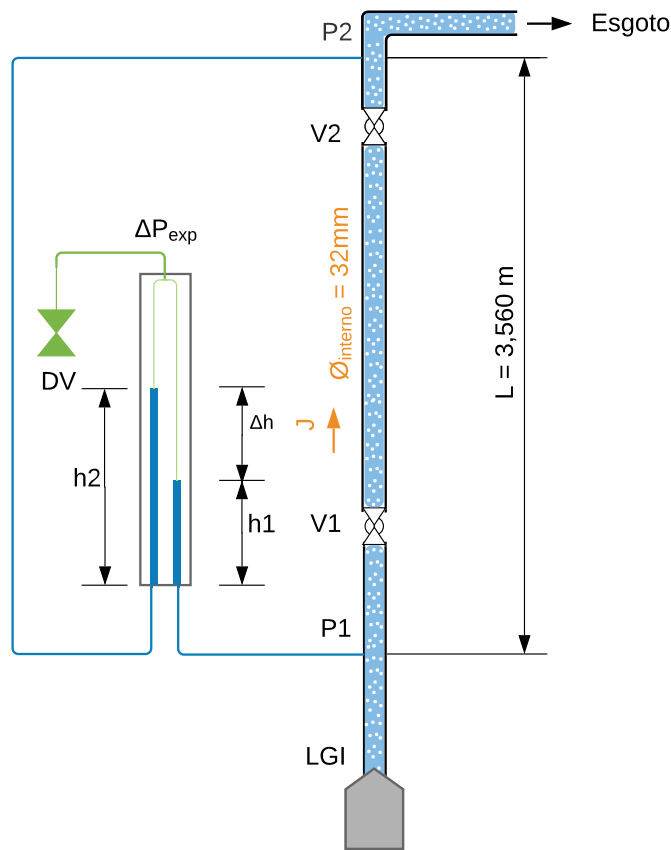 P2
Esgoto
V2
ΔPexp
Øinterno = 32mm
L = 3,560 m
DV
Δh
J
h2
h1
V1
P1
LGI